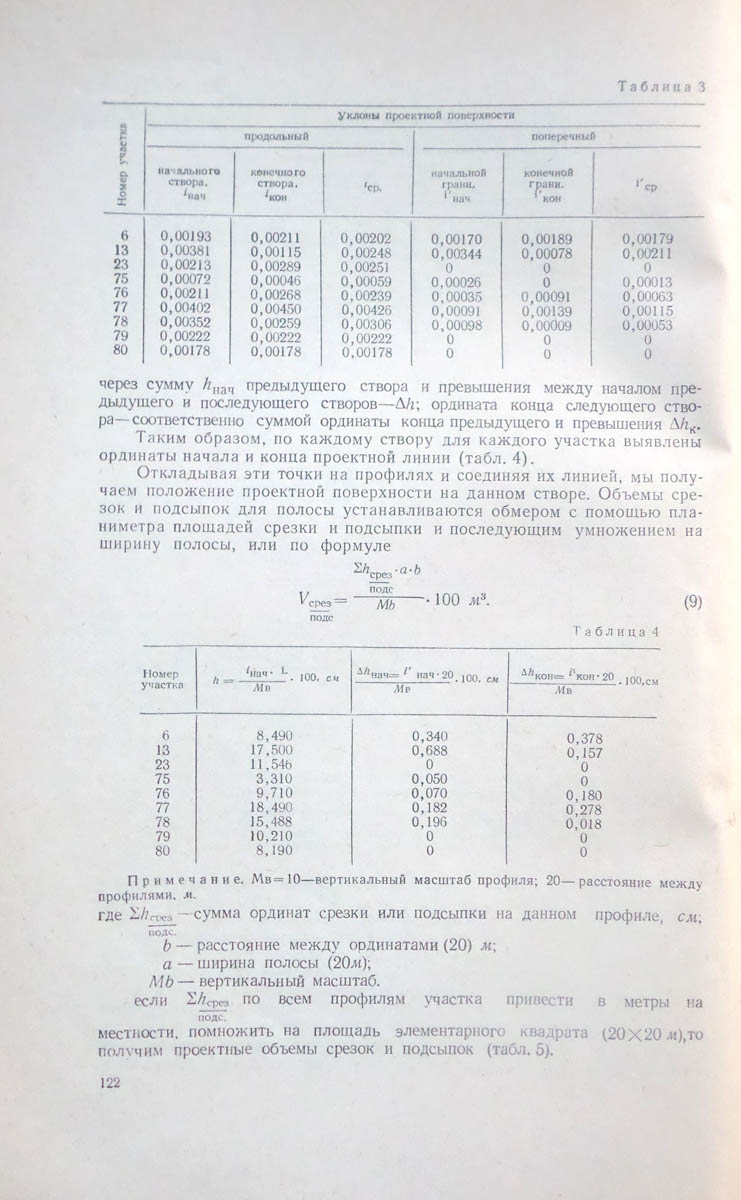 Таблица 3
Номер участка
Уклоны проектной поверхности
продольный
поперечный
начального створа, iнач
конечного створа, iкон
iср.
начальной грани, i′нач
конечной грани, i′кон
i′ср
6 0,00193 0,00211 0,00202 0,00170 0,00189 0,00179
13 0,00381 0,00115 0,00248 0,00344 0,00078 0,00211
23 0,00213 0,00289 0,00251 0 0 0
75 0,00072 0,00046 0,00059 0,00026 0 0,00013
76 0,00211 0,00268 0,00239 0,00035 0,00091 0,00063
77 0,00402 0,00450 0,00426 0,00091 0,00139 0,00115
78 0,00352 0,00259 0,00306 0,00098 0,00009 0,00053
79 0,00222 0,00222 0,00222 0 0 0
80 0,00178 0,00178 0,00178 0 0 0
через сумму hнач предыдущего створа и превышения между началом пре-
дыдущего и последующего створов—Δh; ордината конца следующего ство-
ра—соответственно суммой ординаты конца предыдущего и превышения Δhк.
Таким образом, по каждому створу для каждого участка выявлены
ординаты начала и конца проектной линии (табл. 4).
Откладывая эти точки на профилях и соединяя их линией, мы полу-
чаем положение проектной поверхности на данном створе. Объемы сре-
зок и подсыпок для полосы устанавливаются обмером с помощью пла-
ниметра площадей срезки и подсыпки и последующим умножением на
ширину полосы, или по формуле
Vсрез/подс = Σhсрез/подс·a·b / Mb · 100 м³. (9)
Таблица 4
Номер участка
h = iнач· L / Мв · 100, см
Δhнач= i′ нач·20 / Мв · 100, см
Δhкон= i′кон·20 / Мв · 100,см
6 8,490 0,340 0,378
13 17,500 0,688 0,157
23 11,546 0 0
75 3,310 0,050 0
76 9,710 0,070 0,180
77 18,490 0,182 0,278
78 15,488 0,196 0,018
79 10,210 0 0
80 8,190 0 0
Примечание. Мв=10—вертикальный масштаб профиля; 20—расстояние между
профилями, м.
где Σhсрез/подс. —сумма ординат срезки или подсыпки на данном профиле, см;
b — расстояние между ординатами (20) м;
a — ширина полосы (20м);
Mb — вертикальный масштаб.
если Σhсрез/подс. по всем профилям участка привести в метры на
местности, помножить на площадь элементарного квадрата (20×20 м),то
получим проектные объемы срезок и подсыпок (табл. 5).
122